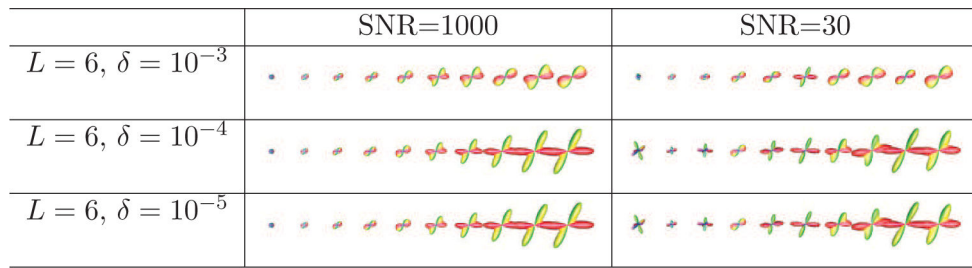 SNR=1000 SNR=30
L = 6, δ = 10⁻³
L = 6, δ = 10⁻⁴
L = 6, δ = 10⁻⁵